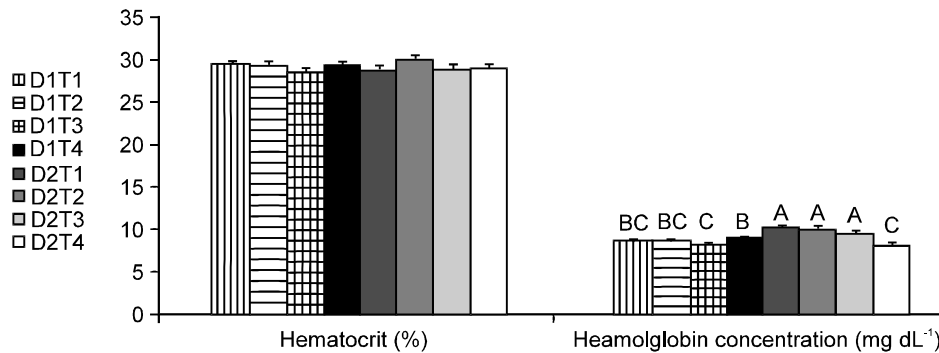 35
30
25
20
15
10
5
0
D1T1
D1T2
D1T3
D1T4
D2T1
D2T2
D2T3
D2T4
BC BC C B A A A C
Hematocrit (%) Heamolglobin concentration (mg dL⁻¹)